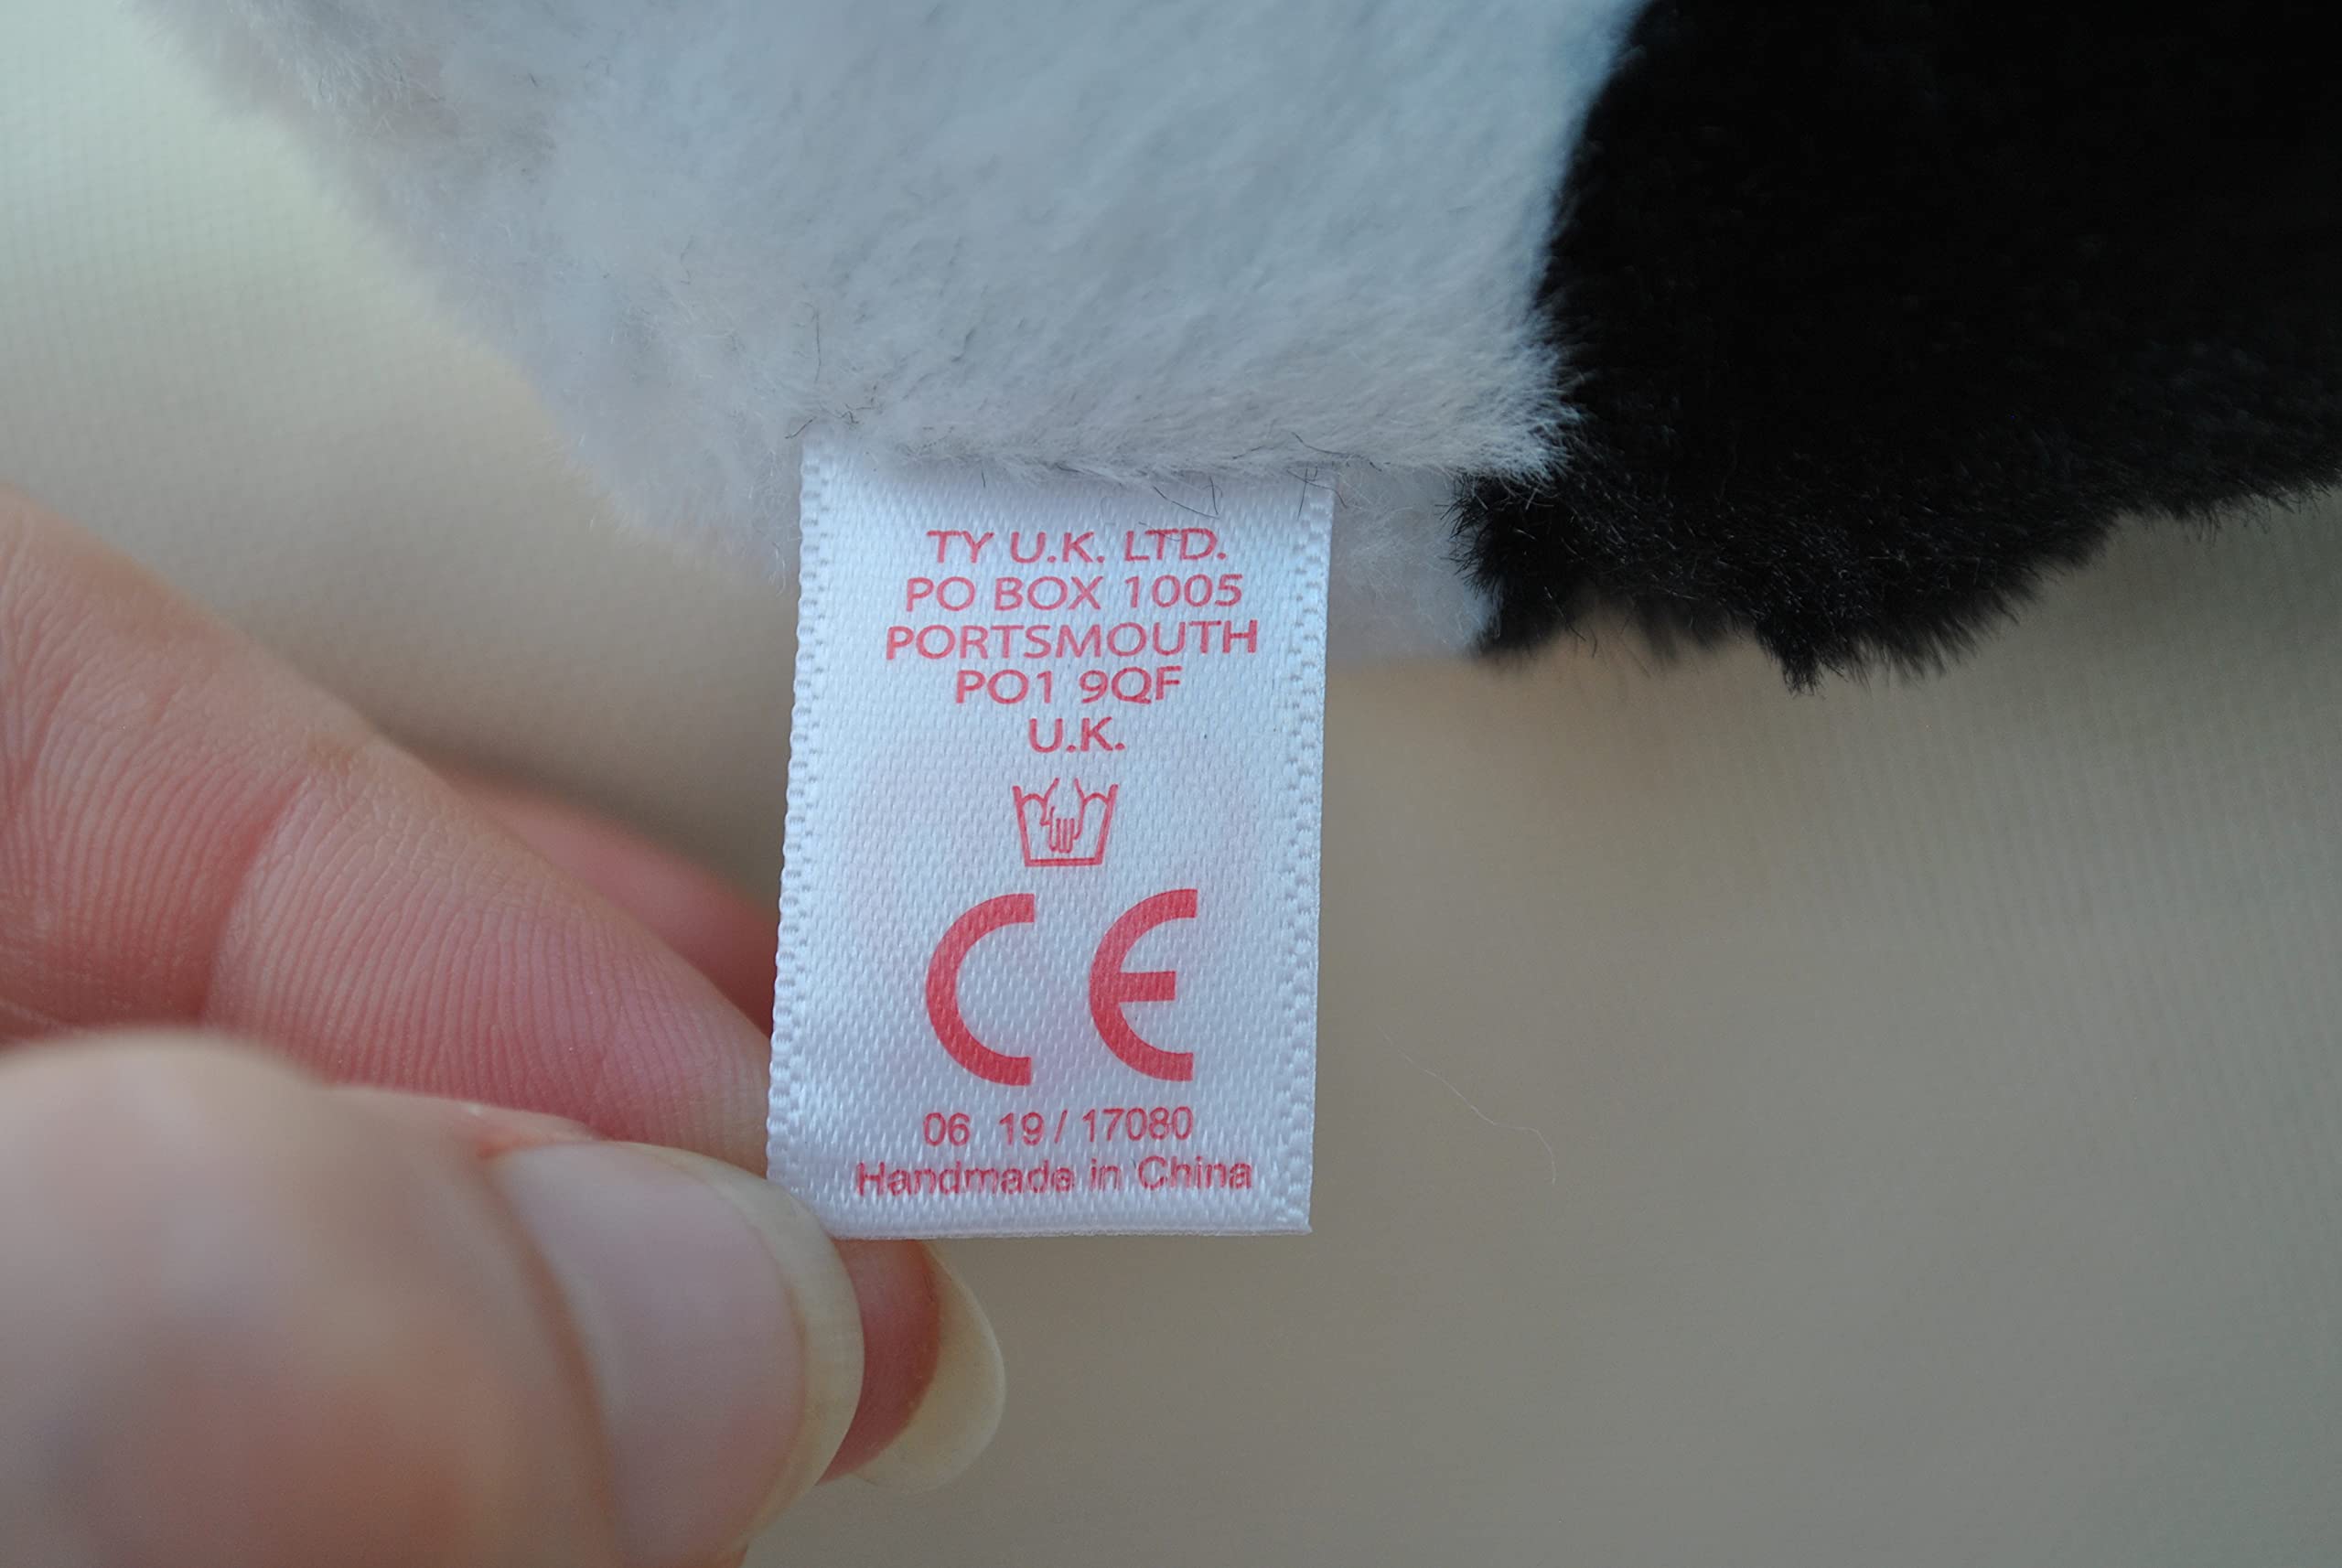 TY U.K. LTD.
PO BOX 1005
PORTSMOUTH
PO1 9QF
U.K.
CE
06 19 / 17080
Handmade in China